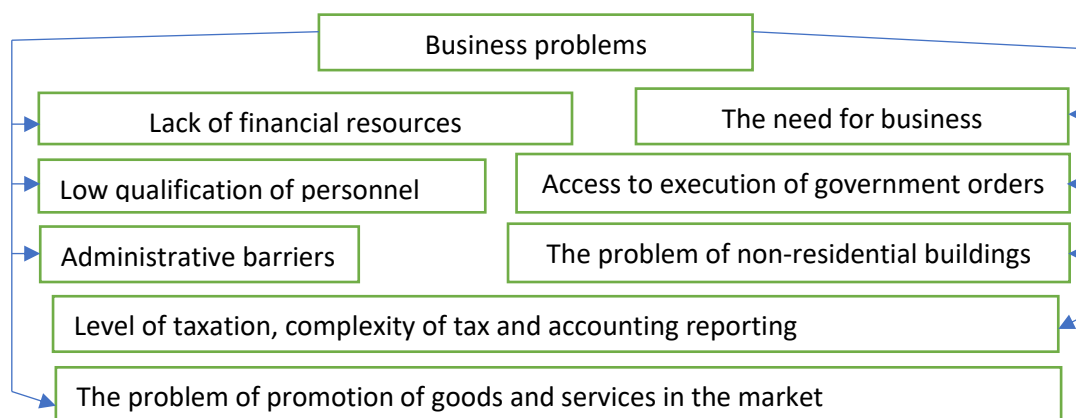 Business problems
Lack of financial resources
The need for business
Low qualification of personnel
Access to execution of government orders
Administrative barriers
The problem of non-residential buildings
Level of taxation, complexity of tax and accounting reporting
The problem of promotion of goods and services in the market